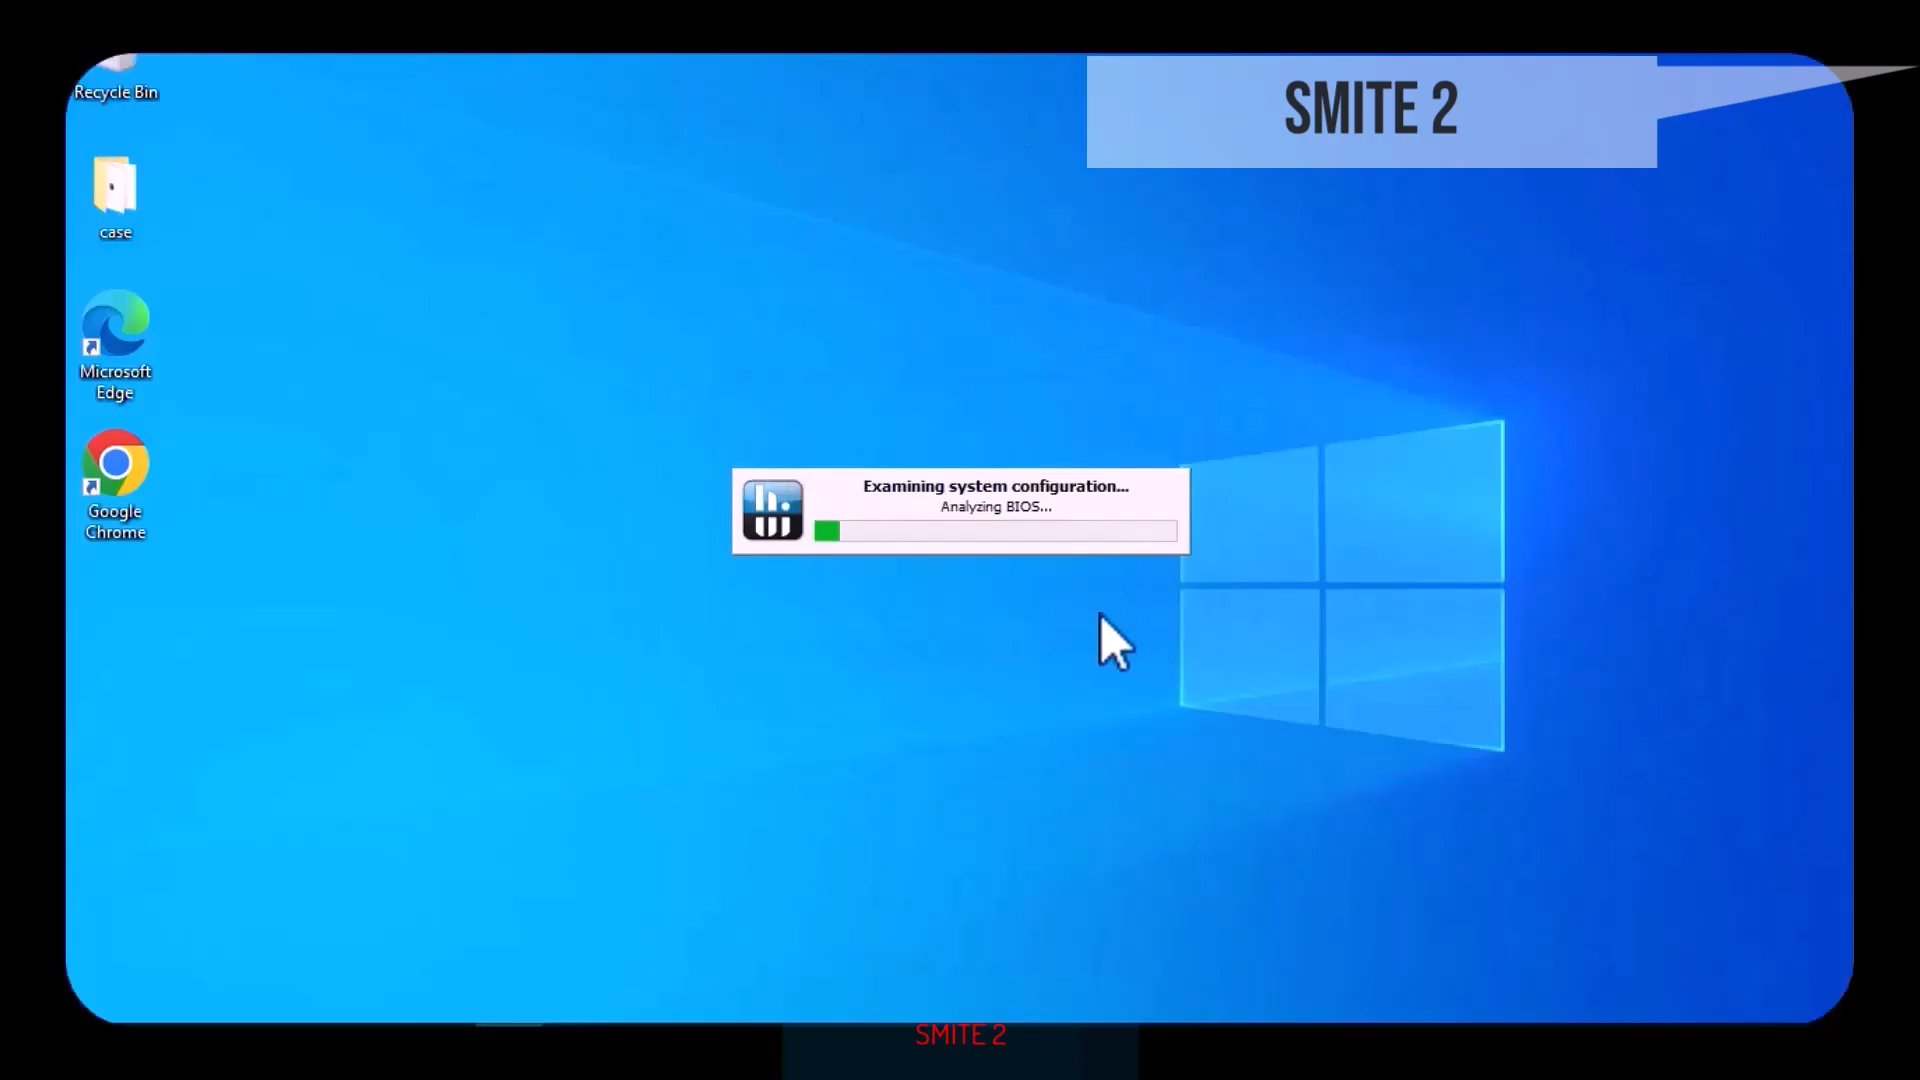 Recycle Bin
SMITE 2
case
Microsoft
Edge
Google
Chrome
Examining system configuration...
Analyzing BIOS...
SMITE 2